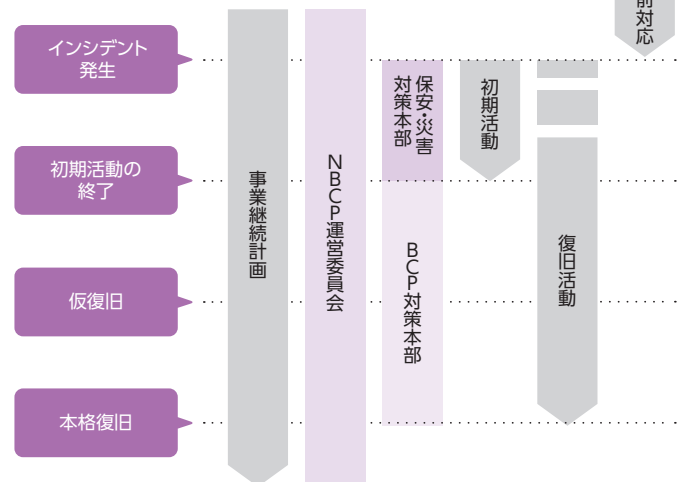 前対応
インシデント
発生
初期活動の
終了
仮復旧
本格復旧
事業継続計画
NBCP運営委員会
保安・災害
対策本部
BCP対策本部
初期活動
復旧活動